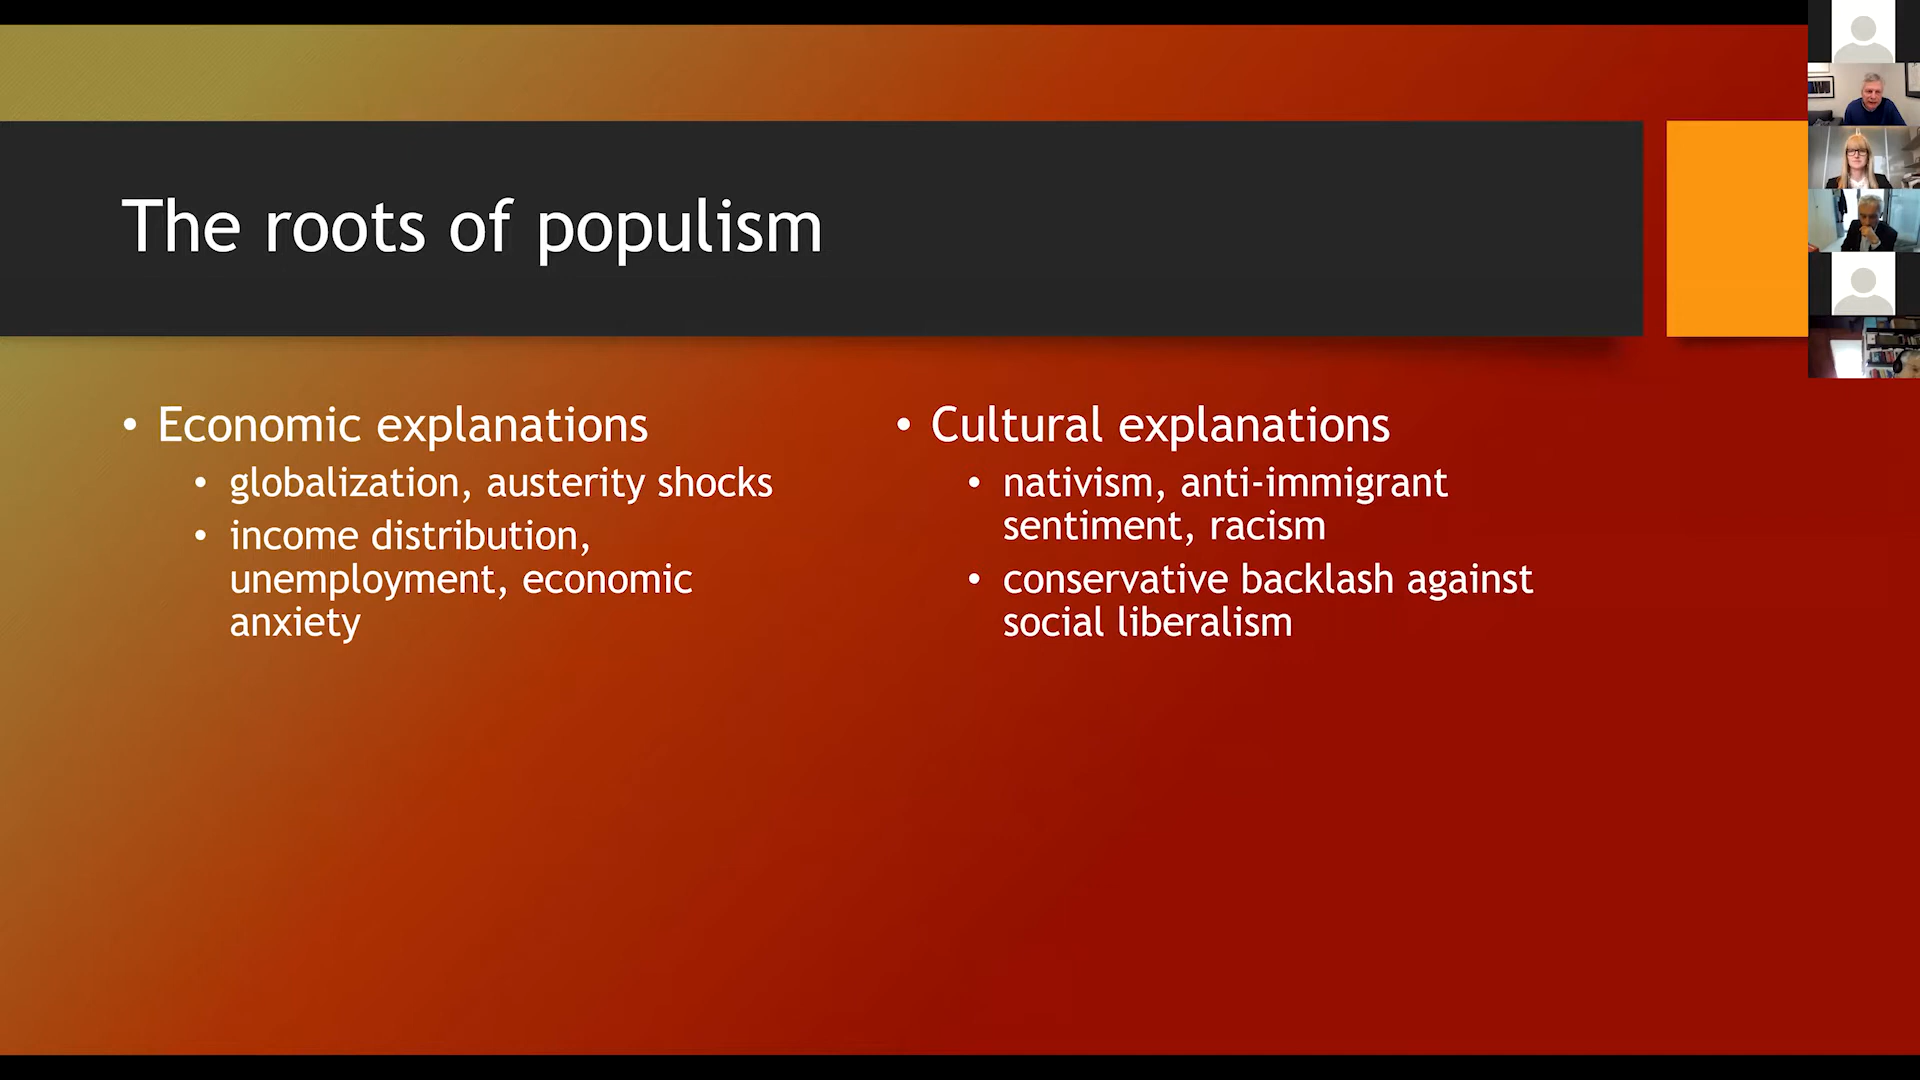 The roots of populism
• Economic explanations
• globalization, austerity shocks
• income distribution,
unemployment, economic
anxiety
• Cultural explanations
• nativism, anti-immigrant
sentiment, racism
• conservative backlash against
social liberalism